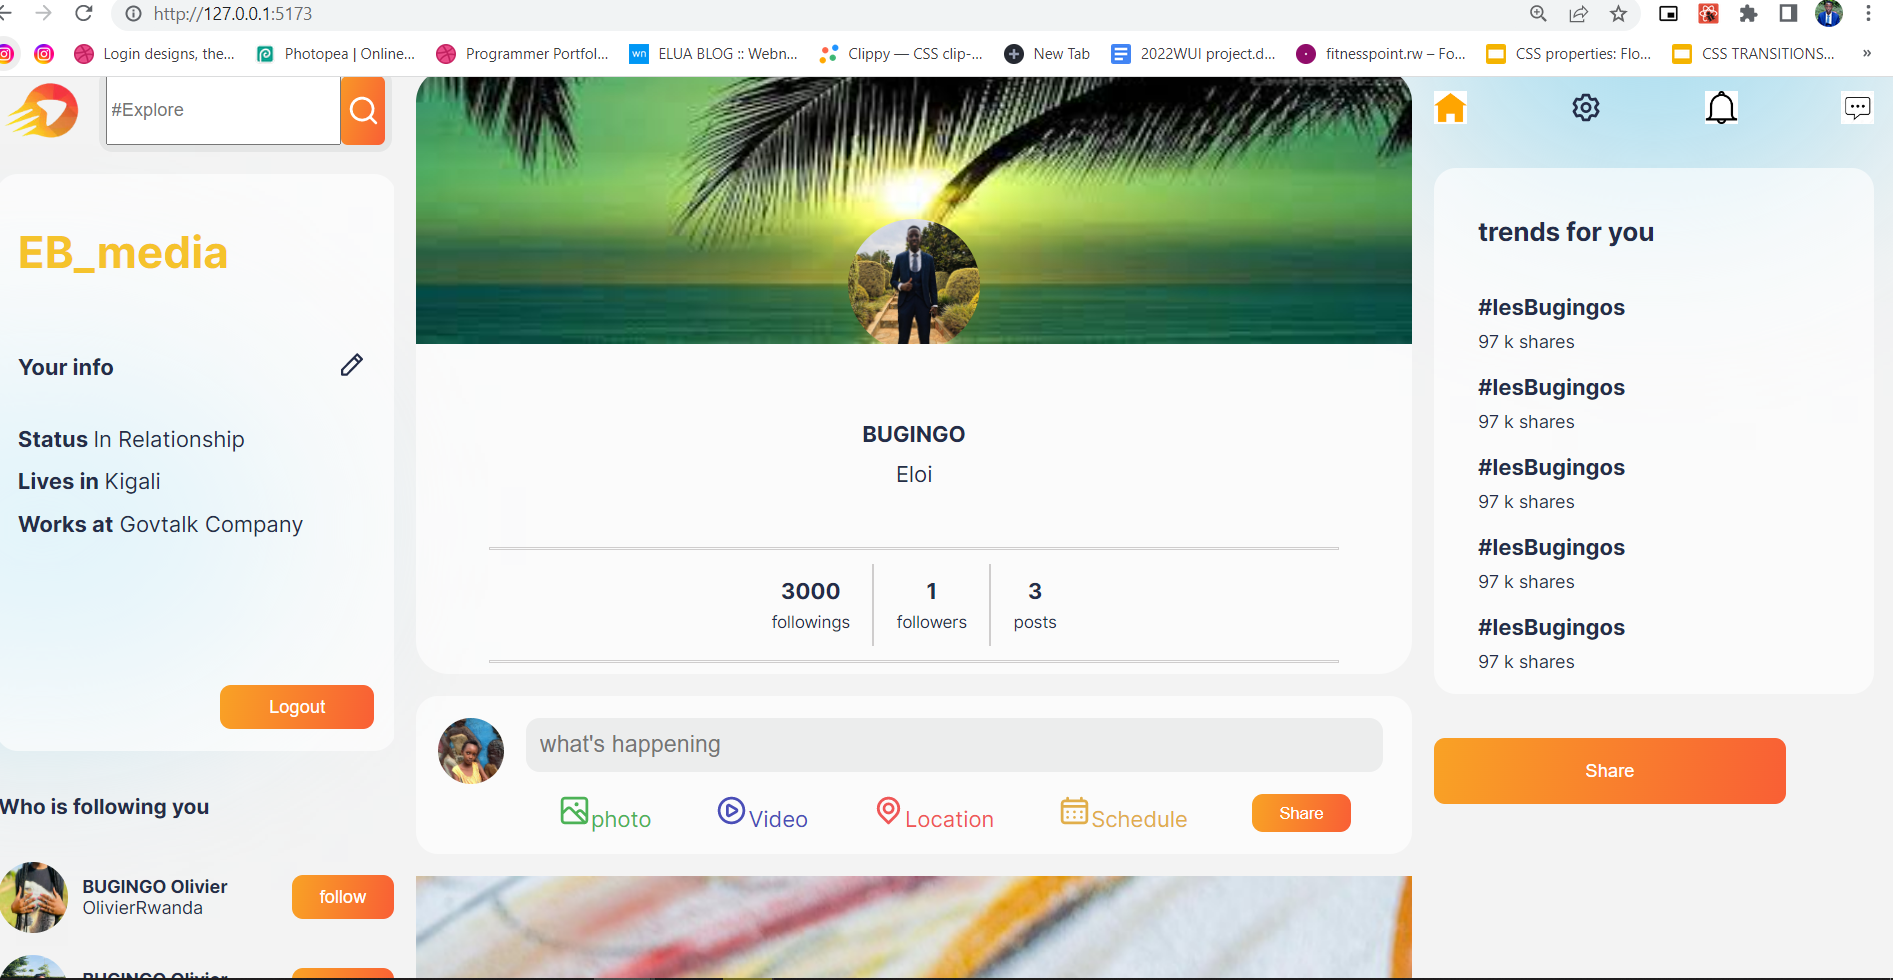 http://127.0.0.1:5173
Login designs, the...
Photopea | Online...
Programmer Portfol...
wn
ELUA BLOG :: Webn...
Clippy — CSS clip-...
New Tab
2022WUI project.d...
fitnesspoint.rw – Fo...
CSS properties: Flo...
CSS TRANSITIONS...
»
#Explore
EB_media
Your info
Status In Relationship
Lives in Kigali
Works at Govtalk Company
Logout
Who is following you
BUGINGO Olivier
OlivierRwanda
follow
BUGINGO Olivier
BUGINGO
Eloi
3000
followings
1
followers
3
posts
what's happening
photo
Video
Location
Schedule
Share
trends for you
#lesBugingos
97 k shares
#lesBugingos
97 k shares
#lesBugingos
97 k shares
#lesBugingos
97 k shares
#lesBugingos
97 k shares
Share